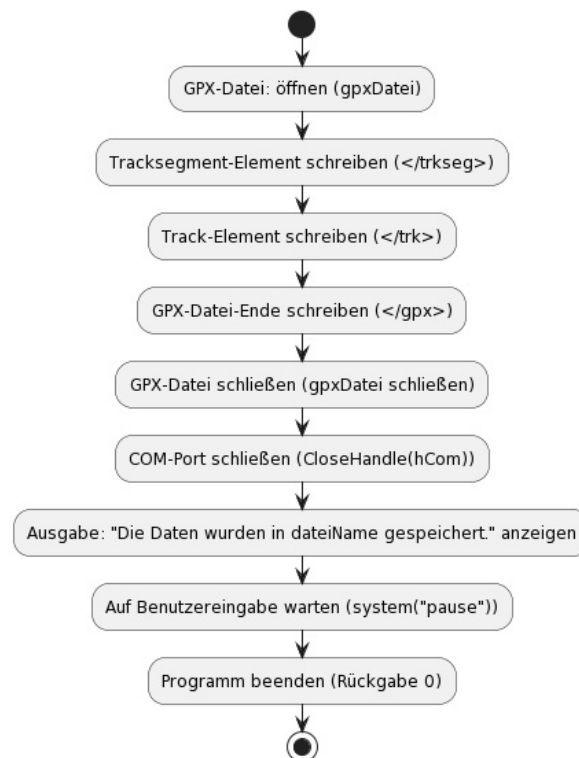 GPX-Datei: öffnen (gpxDatei)
Tracksegment-Element schreiben (</trkseg>)
Track-Element schreiben (</trk>)
GPX-Datei-Ende schreiben (</gpx>)
GPX-Datei schließen (gpxDatei schließen)
COM-Port schließen (CloseHandle(hCom))
Ausgabe: "Die Daten wurden in dateiName gespeichert." anzeigen
Auf Benutzereingabe warten (system("pause"))
Programm beenden (Rückgabe 0)